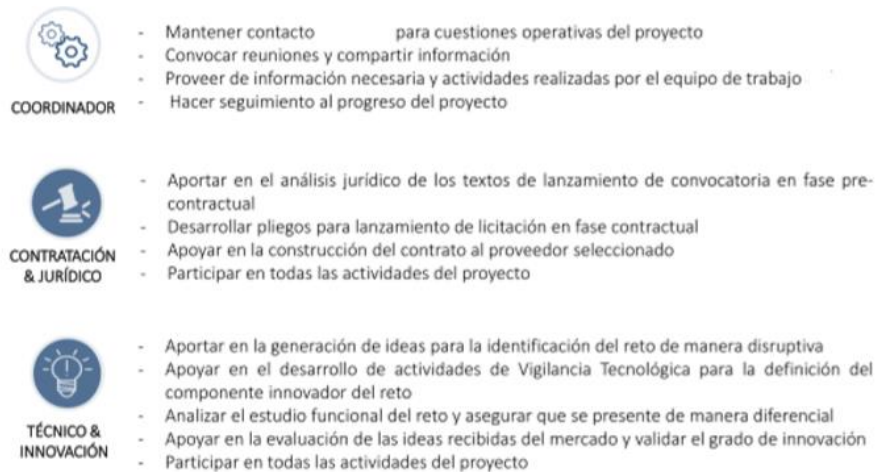 - Mantener contacto para cuestiones operativas del proyecto
- Convocar reuniones y compartir información
- Proveer de información necesaria y actividades realizadas por el equipo de trabajo
- Hacer seguimiento al progreso del proyecto
COORDINADOR
- Aportar en el análisis jurídico de los textos de lanzamiento de convocatoria en fase pre-
contractual
- Desarrollar pliegos para lanzamiento de licitación en fase contractual
- Apoyar en la construcción del contrato al proveedor seleccionado
- Participar en todas las actividades del proyecto
CONTRATACIÓN
& JURÍDICO
- Aportar en la generación de ideas para la identificación del reto de manera disruptiva
- Apoyar en el desarrollo de actividades de Vigilancia Tecnológica para la definición del
componente innovador del reto
- Analizar el estudio funcional del reto y asegurar que se presente de manera diferencial
- Apoyar en la evaluación de las ideas recibidas del mercado y validar el grado de innovación
- Participar en todas las actividades del proyecto
TÉCNICO &
INNOVACIÓN